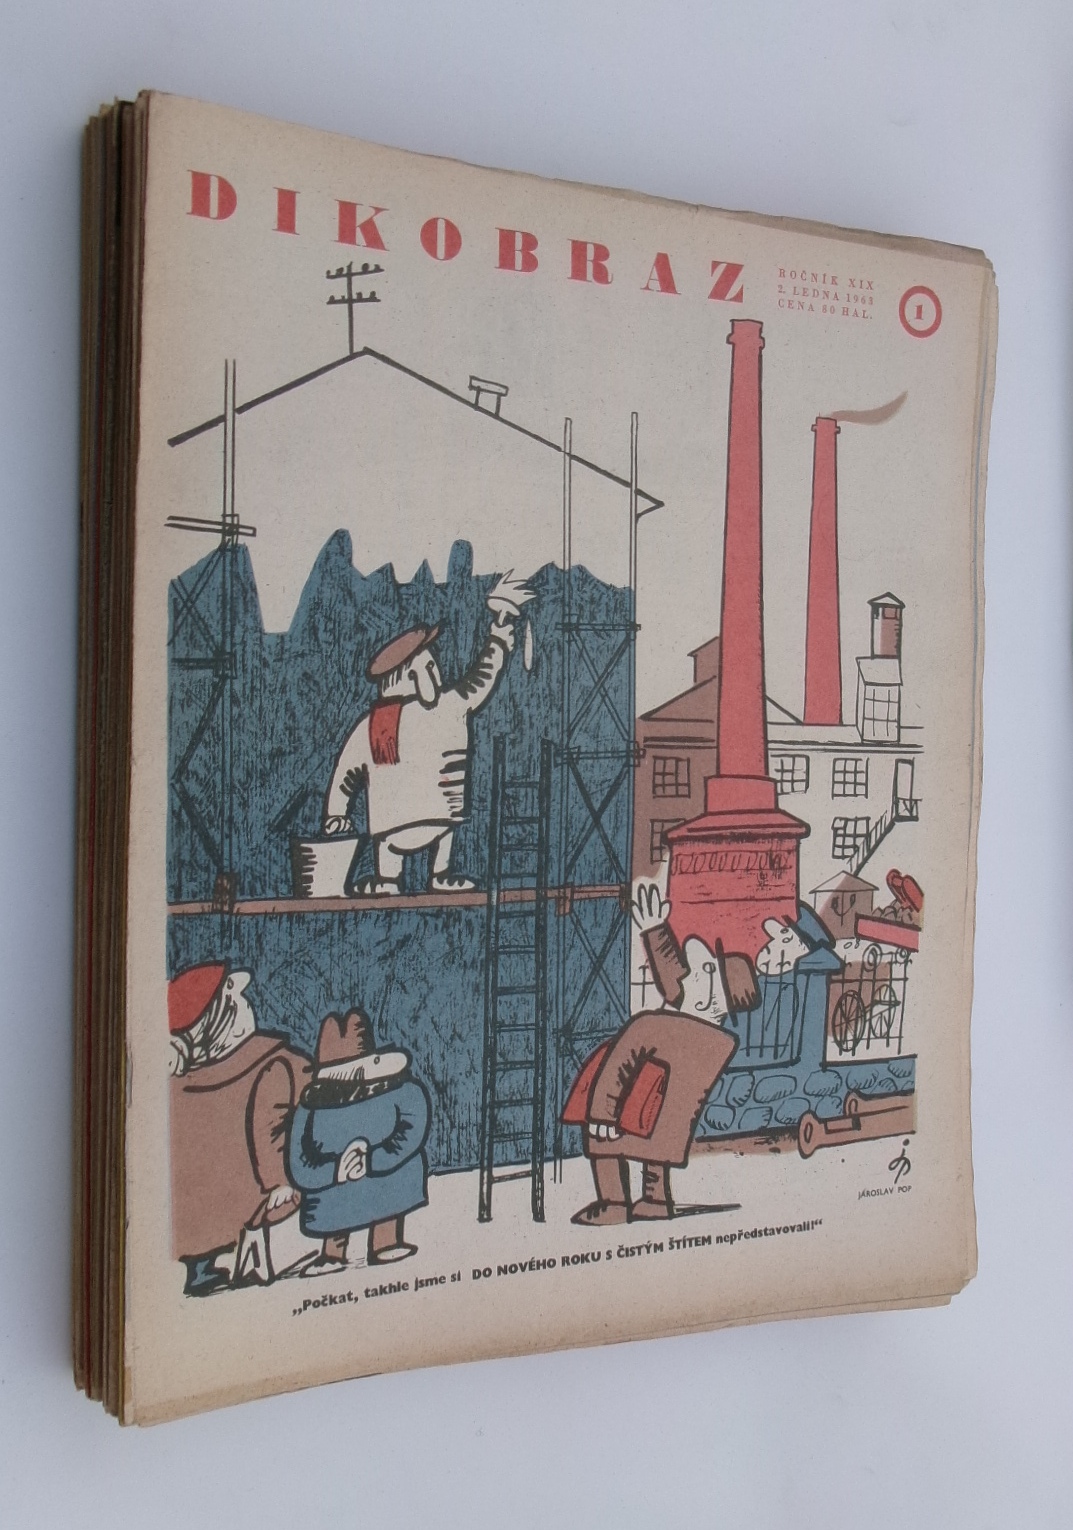 DIKOBRAZ
ROČNÍK XIX
2. LEDNA 1963
CENA 80 HAL.
1
JAROSLAV POP
„Počkat, takhle jsme si DO NOVÉHO ROKU S ČISTÝM ŠTÍTEM nepředstavovali!“